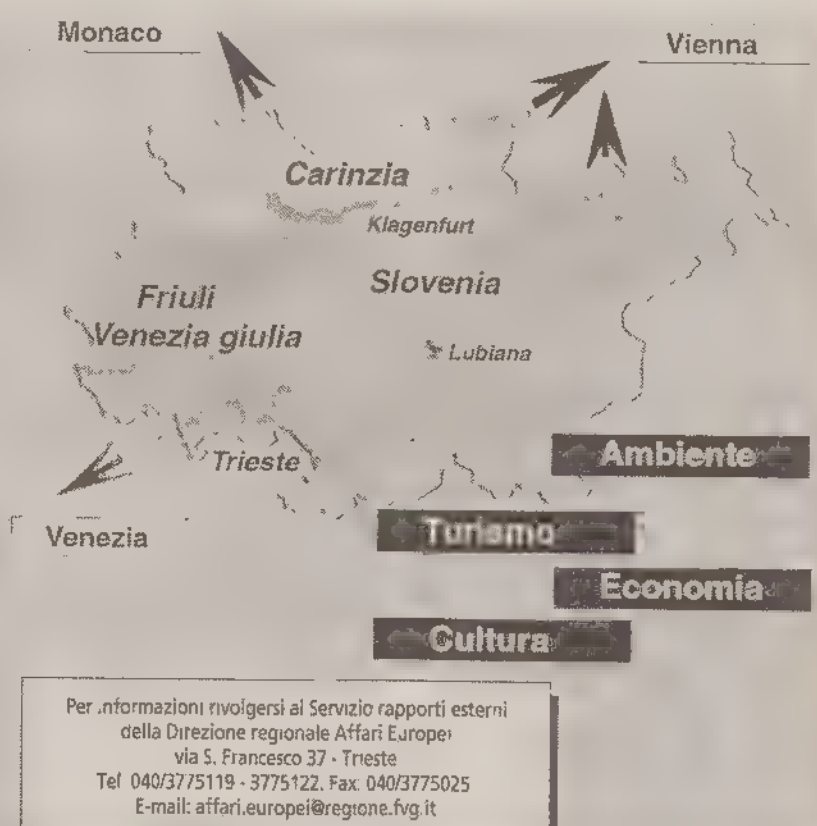 Monaco
Vienna
Carinzia
Klagenfurt
Slovenia
Friuli
Venezia giulia
Lubiana
Trieste
Ambiente
Venezia
Turismo
Economia
Cultura
Per informazioni rivolgersi al Servizio rapporti esterni
della Direzione regionale Affari Europei
via S. Francesco 37 - Trieste
Tel 040/3775119 - 3775122. Fax: 040/3775025
E-mail: affari.europei@regione.fvg.it